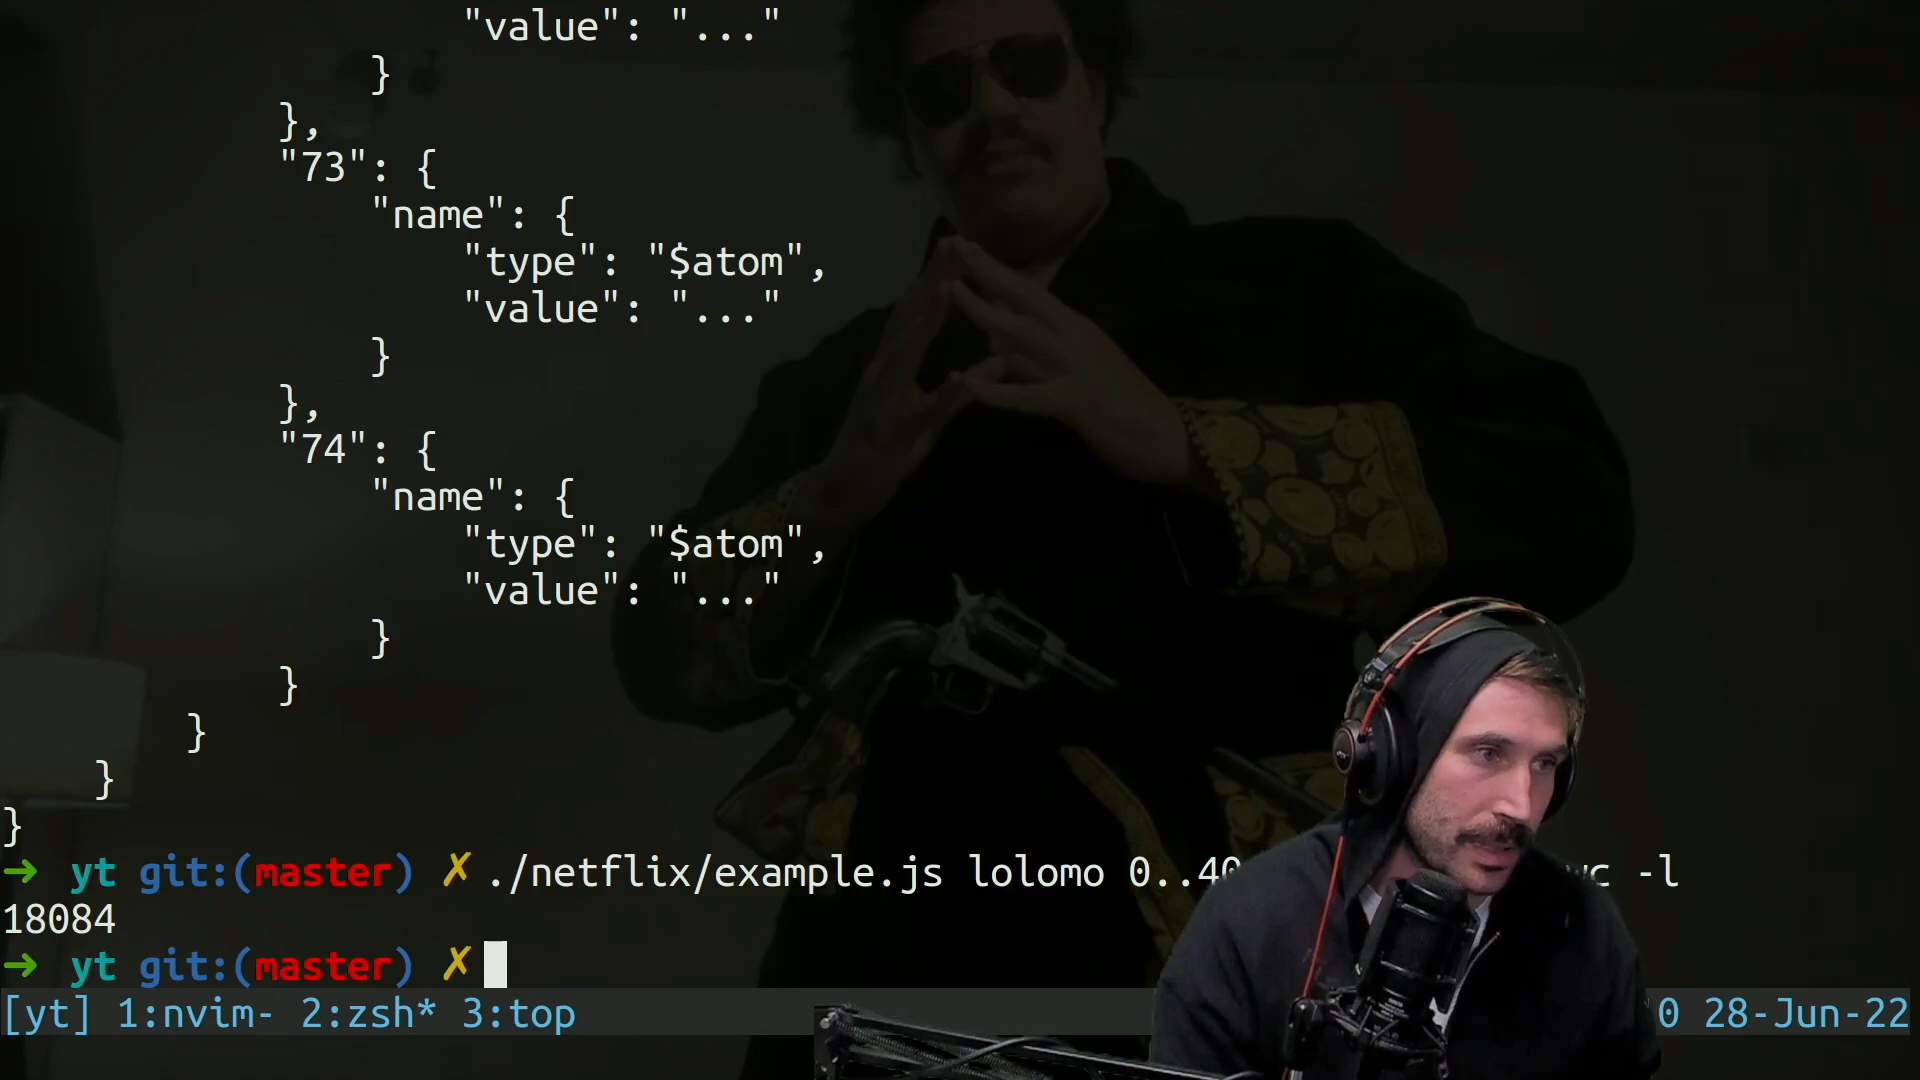 "value": "..."
}
},
"73": {
"name": {
"type": "$atom",
"value": "..."
}
},
"74": {
"name": {
"type": "$atom",
"value": "..."
}
}
}
}
}
➜ yt git:(master) ✗ ./netflix/example.js lolomo 0..40 wc -l
18084
➜ yt git:(master) ✗
[yt] 1:nvim- 2:zsh* 3:top 0 28-Jun-22